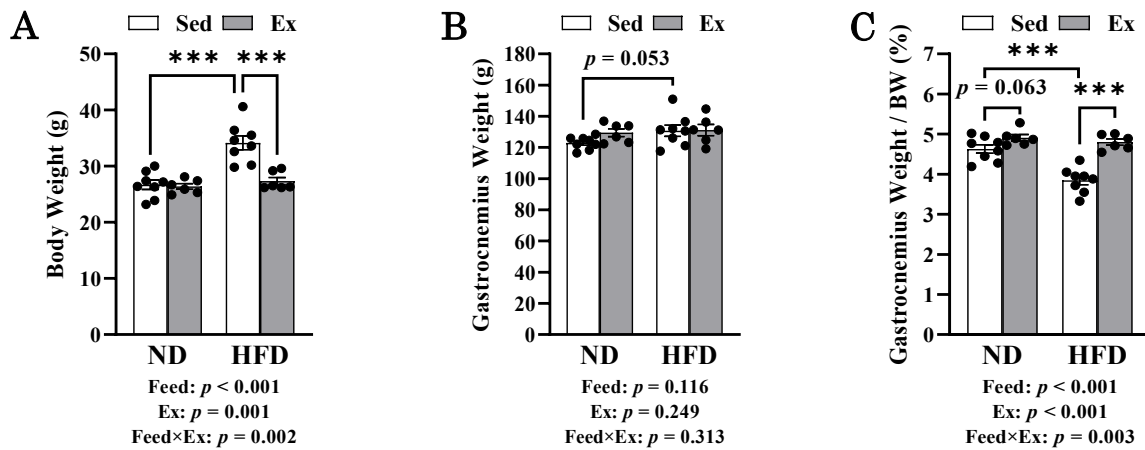 A
Sed Ex
Body Weight (g)
50
40
30
20
10
0
*** ***
ND HFD
Feed: p < 0.001
Ex: p = 0.001
Feed×Ex: p = 0.002
B
Sed Ex
Gastrocnemius Weight (g)
180
160
140
120
100
80
60
40
20
0
p = 0.053
ND HFD
Feed: p = 0.116
Ex: p = 0.249
Feed×Ex: p = 0.313
C
Sed Ex
Gastrocnemius Weight / BW (%)
7
6
5
4
3
2
1
0
***
p = 0.063
***
ND HFD
Feed: p < 0.001
Ex: p < 0.001
Feed×Ex: p = 0.003